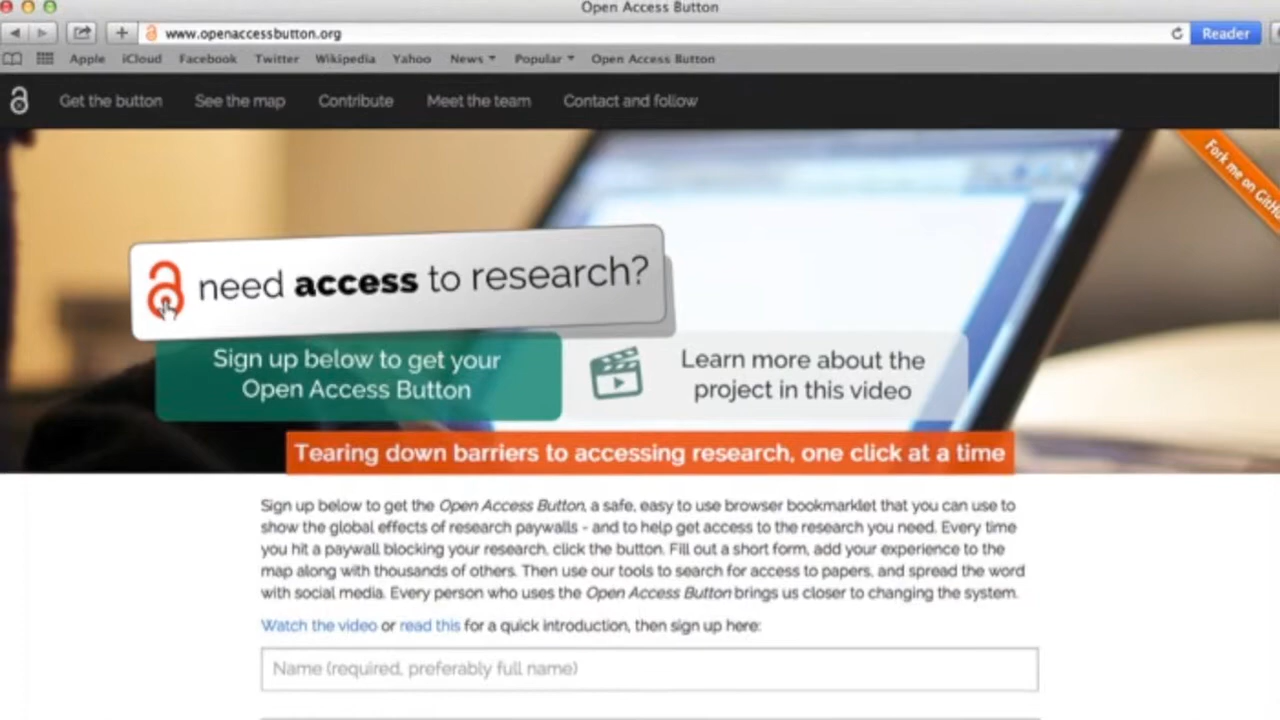 Open Access Button
www.openaccessbutton.org
Reader
Apple iCloud Facebook Twitter Wikipedia Yahoo News Popular Open Access Button
Get the button See the map Contribute Meet the team Contact and follow
Fork me on GitH
need access to research?
Sign up below to get your
Open Access Button
Learn more about the
project in this video
Tearing down barriers to accessing research, one click at a time
Sign up below to get the Open Access Button, a safe, easy to use browser bookmarklet that you can use to
show the global effects of research paywalls - and to help get access to the research you need. Every time
you hit a paywall blocking your research, click the button. Fill out a short form, add your experience to the
map along with thousands of others. Then use our tools to search for access to papers, and spread the word
with social media. Every person who uses the Open Access Button brings us closer to changing the system.
Watch the video or read this for a quick introduction, then sign up here:
Name (required, preferably full name)